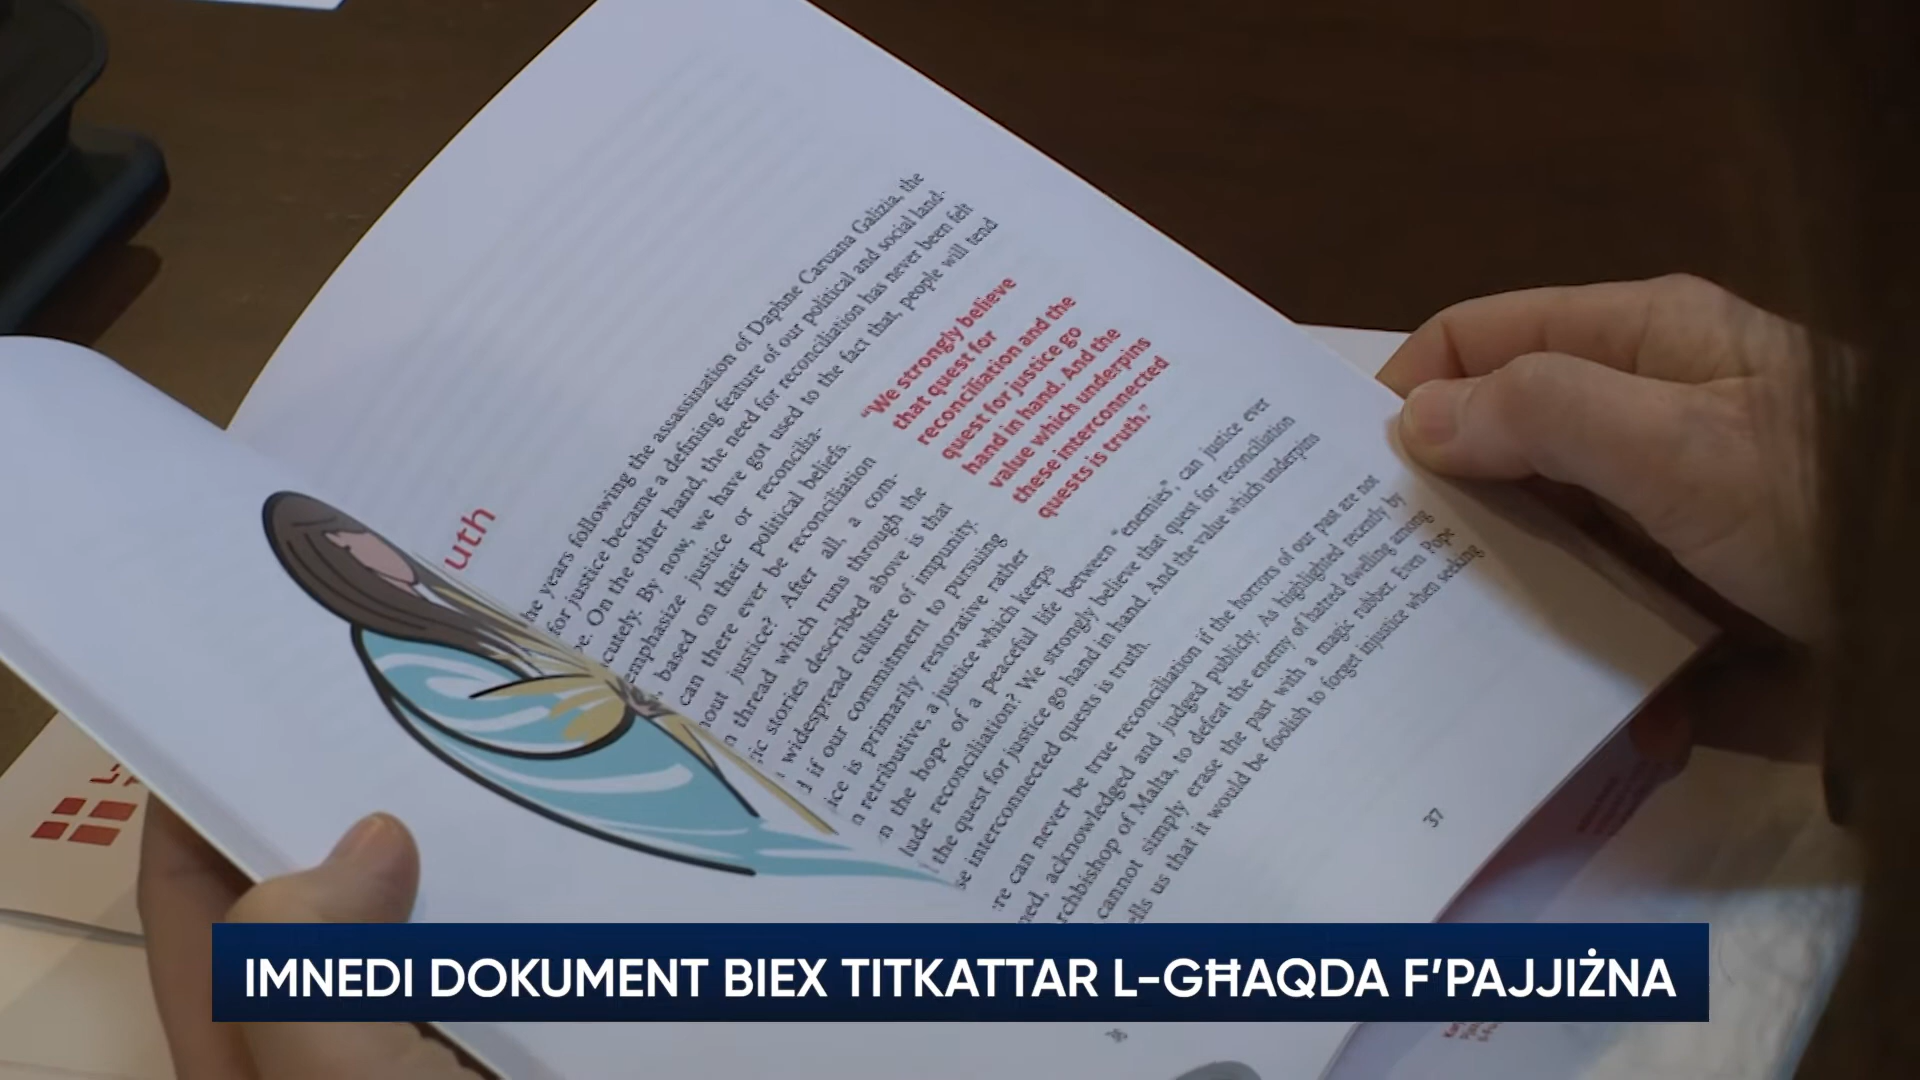 uth
the years following the assassination of Daphne Caruana Galizia, the
for justice became a defining feature of our political and social land-
pe. On the other hand, the need for reconciliation has never been felt
cutely. By now, we have got used to the fact that, people will tend
emphasize justice or reconcilia-
based on their political beliefs.
can there ever be reconciliation
hout justice? After all, a com-
n thread which runs through the
gic stories described above is that
widespread culture of impunity.
d if our commitment to pursuing
ice is primarily restorative rather
n retributive, a justice which keeps
n the hope of a peaceful life between "enemies", can justice ever
lude reconciliation? We strongly believe that quest for reconciliation
the quest for justice go hand in hand. And the value which underpins
se interconnected quests is truth.
"We strongly believe
that quest for
reconciliation and the
quest for justice go
hand in hand. And the
value which underpins
these interconnected
quests is truth."
re can never be true reconciliation if the horrors of our past are not
ned, acknowledged and judged publicly. As highlighted recently by
rchbishop of Malta, to defeat the enemy of hatred dwelling among
cannot simply erase the past with a magic rubber. Even Pope
ells us that it would be foolish to forget injustice when seeking
37
IMNEDI DOKUMENT BIEX TITKATTAR L-GĦAQDA F'PAJJIŻNA